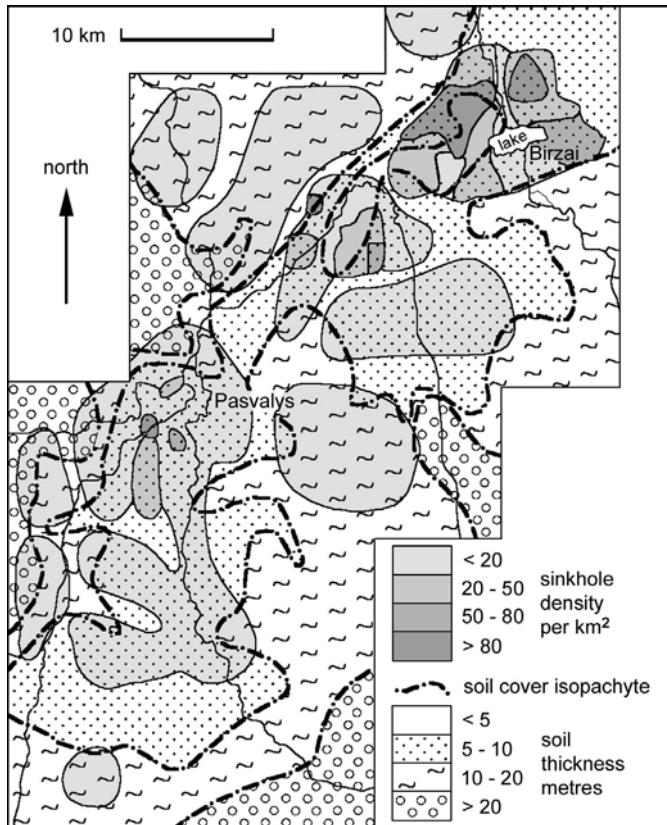 10 km
north
lake
Birzai
Pasvalys
< 20
20 - 50
50 - 80
> 80
sinkhole
density
per km²
soil cover isopachyte
< 5
5 - 10
10 - 20
> 20
soil
thickness
metres